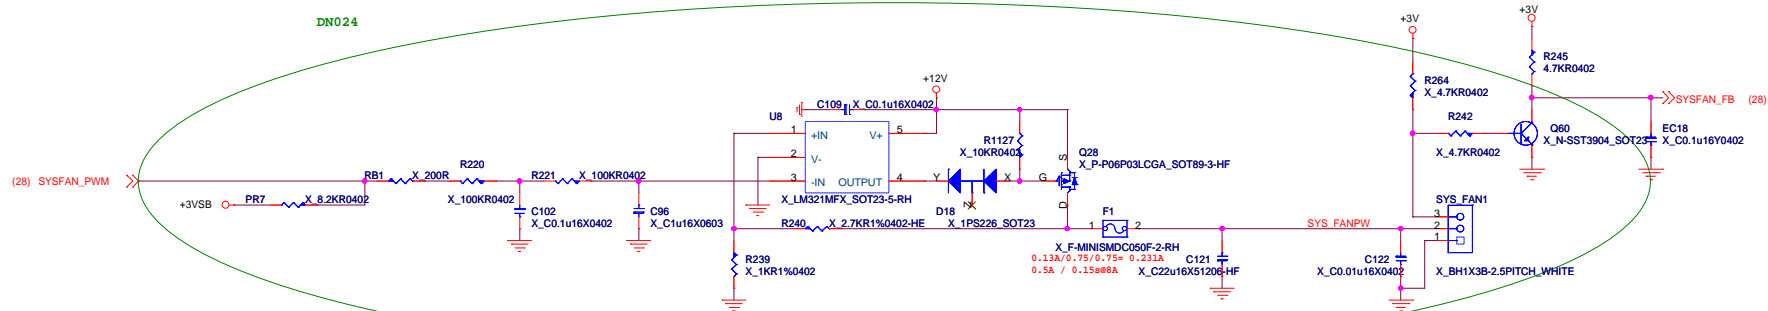 DN024
+3V
+3V
R245
4.7KR0402
R264
X_4.7KR0402
SYSFAN_FB (28)
+12V
C109 X_C0.1u16X0402
U8
1 +IN V+ 5
2 V-
3 -IN OUTPUT 4
X_LM321MFX_SOT23-5-RH
R1127
X_10KR0402
S
Q28
X_P-P06P03LCGA_SOT89-3-HF
G
D
R242
X_4.7KR0402
Q60
X_N-SST3904_SOT23
EC18
X_C0.1u16Y0402
(28) SYSFAN_PWM
RB1 X_200R
R220
X_100KR0402
R221 X_100KR0402
+3VSB
PR7 X_8.2KR0402
C102
X_C0.1u16X0402
C96
X_C1u16X0603
Y X
Z
D18
X_1PS226_SOT23
R240 X_2.7KR1%0402-HE
R239
X_1KR1%0402
F1
1 2
X_F-MINISMDC050F-2-RH
0.13A/0.75/0.75= 0.231A
0.5A / 0.15s@8A
SYS_FANPW
C121
X_C22u16X51206-HF
C122
X_C0.01u16X0402
SYS_FAN1
3
2
1
X_BH1X3B-2.5PITCH_WHITE